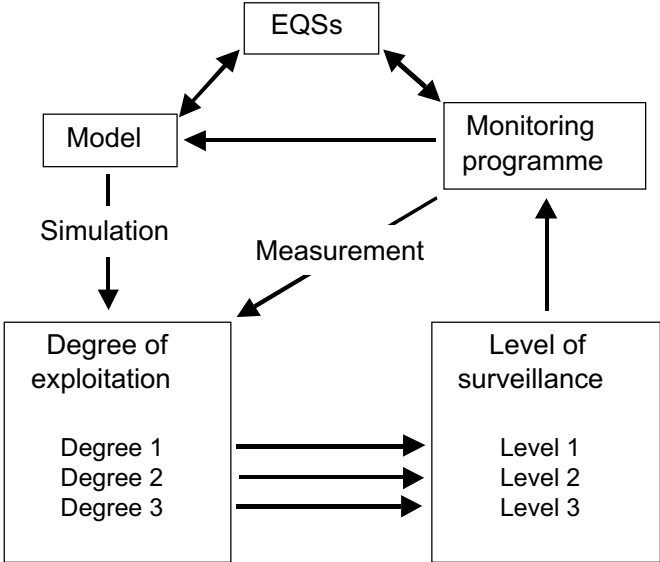 EQSs
Model
Monitoring
programme
Simulation
Measurement
Degree of
exploitation
Degree 1
Degree 2
Degree 3
Level of
surveillance
Level 1
Level 2
Level 3